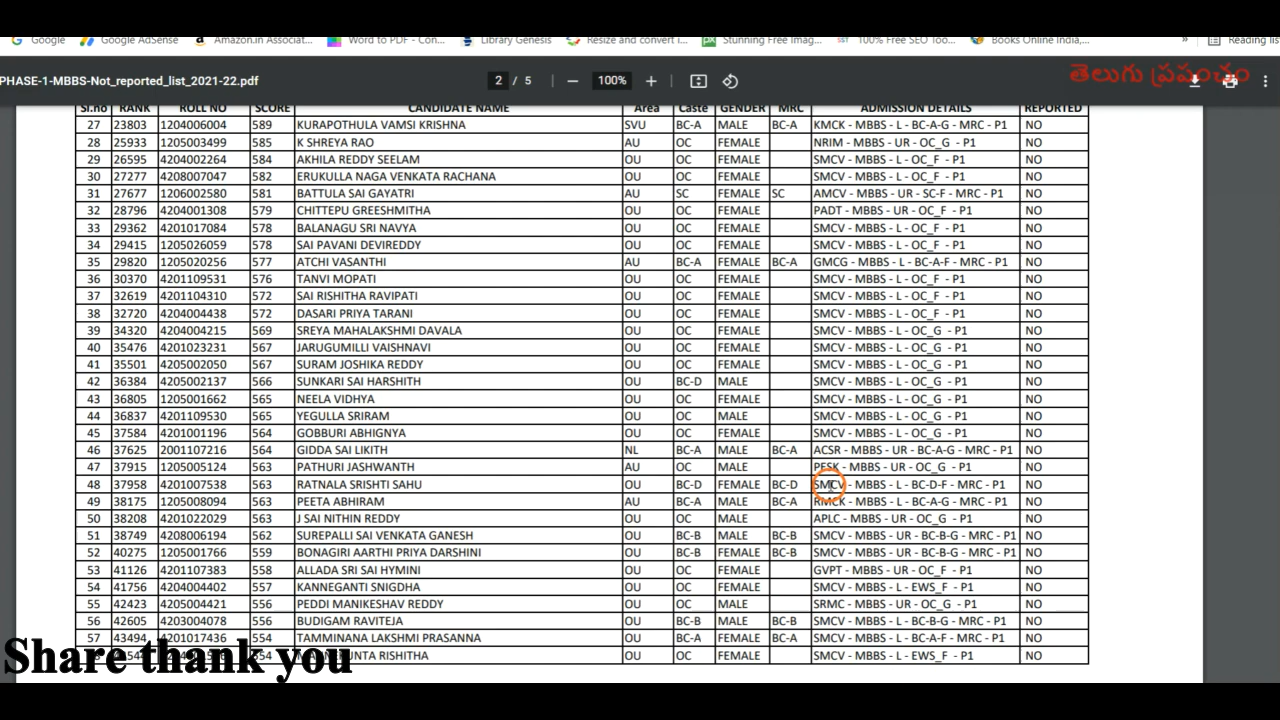 Google Google AdSense Amazon.in Associat... Word to PDF - Con... Library Genesis Resize and convert i... Stunning Free Imag... 100% Free SEO Too... Books Online India,... » Reading list
PHASE-1-MBBS-Not_reported_list_2021-22.pdf 2 / 5 100%
తెలుగు ప్రపంచం
Sl.no RANK ROLL NO SCORE CANDIDATE NAME Area Caste GENDER MRC ADMISSION DETAILS REPORTED
27 23803 1204006004 589 KURAPOTHULA VAMSI KRISHNA SVU BC-A MALE BC-A KMCK - MBBS - L - BC-A-G - MRC - P1 NO
28 25933 1205003499 585 K SHREYA RAO AU OC FEMALE NRIM - MBBS - UR - OC_G - P1 NO
29 26595 4204002264 584 AKHILA REDDY SEELAM OU OC FEMALE SMCV - MBBS - L - OC_F - P1 NO
30 27277 4208007047 582 ERUKULLA NAGA VENKATA RACHANA OU OC FEMALE SMCV - MBBS - L - OC_F - P1 NO
31 27677 1206002580 581 BATTULA SAI GAYATRI AU SC FEMALE SC AMCV - MBBS - UR - SC-F - MRC - P1 NO
32 28796 4204001308 579 CHITTEPU GREESHMITHA OU OC FEMALE PADT - MBBS - UR - OC_F - P1 NO
33 29362 4201017084 578 BALANAGU SRI NAVYA OU OC FEMALE SMCV - MBBS - L - OC_F - P1 NO
34 29415 1205026059 578 SAI PAVANI DEVIREDDY OU OC FEMALE SMCV - MBBS - L - OC_F - P1 NO
35 29820 1205020256 577 ATCHI VASANTHI AU BC-A FEMALE BC-A GMCG - MBBS - L - BC-A-F - MRC - P1 NO
36 30370 4201109531 576 TANVI MOPATI OU OC FEMALE SMCV - MBBS - L - OC_F - P1 NO
37 32619 4201104310 572 SAI RISHITHA RAVIPATI OU OC FEMALE SMCV - MBBS - L - OC_F - P1 NO
38 32720 4204004438 572 DASARI PRIYA TARANI OU OC FEMALE SMCV - MBBS - L - OC_F - P1 NO
39 34320 4204004215 569 SREYA MAHALAKSHMI DAVALA OU OC FEMALE SMCV - MBBS - L - OC_G - P1 NO
40 35476 4201023231 567 JARUGUMILLI VAISHNAVI OU OC FEMALE SMCV - MBBS - L - OC_G - P1 NO
41 35501 4205002050 567 SURAM JOSHIKA REDDY OU OC FEMALE SMCV - MBBS - L - OC_G - P1 NO
42 36384 4205002137 566 SUNKARI SAI HARSHITH OU BC-D MALE SMCV - MBBS - L - OC_G - P1 NO
43 36805 1205001662 565 NEELA VIDHYA OU OC FEMALE SMCV - MBBS - L - OC_G - P1 NO
44 36837 4201109530 565 YEGULLA SRIRAM OU OC MALE SMCV - MBBS - L - OC_G - P1 NO
45 37584 4201001196 564 GOBBURI ABHIGNYA OU OC FEMALE SMCV - MBBS - L - OC_G - P1 NO
46 37625 2001107216 564 GIDDA SAI LIKITH NL BC-A MALE BC-A ACSR - MBBS - UR - BC-A-G - MRC - P1 NO
47 37915 1205005124 563 PATHURI JASHWANTH AU OC MALE PESK - MBBS - UR - OC_G - P1 NO
48 37958 4201007538 563 RATNALA SRISHTI SAHU OU BC-D FEMALE BC-D SMCV - MBBS - L - BC-D-F - MRC - P1 NO
49 38175 1205008094 563 PEETA ABHIRAM AU BC-A MALE BC-A RMCK - MBBS - L - BC-A-G - MRC - P1 NO
50 38208 4201022029 563 J SAI NITHIN REDDY OU OC MALE APLC - MBBS - UR - OC_G - P1 NO
51 38749 4208006194 562 SUREPALLI SAI VENKATA GANESH OU BC-B MALE BC-B SMCV - MBBS - UR - BC-B-G - MRC - P1 NO
52 40275 1205001766 559 BONAGIRI AARTHI PRIYA DARSHINI OU BC-B FEMALE BC-B SMCV - MBBS - UR - BC-B-G - MRC - P1 NO
53 41126 4201107383 558 ALLADA SRI SAI HYMINI OU OC FEMALE GVPT - MBBS - UR - OC_F - P1 NO
54 41756 4204004402 557 KANNEGANTI SNIGDHA OU OC FEMALE SMCV - MBBS - L - EWS_F - P1 NO
55 42423 4205004421 556 PEDDI MANIKESHAV REDDY OU OC MALE SRMC - MBBS - UR - OC_G - P1 NO
56 42605 4203004078 556 BUDIGAM RAVITEJA OU BC-B MALE BC-B SMCV - MBBS - L - BC-B-G - MRC - P1 NO
57 43494 4201017436 554 TAMMINANA LAKSHMI PRASANNA OU BC-A FEMALE BC-A SMCV - MBBS - L - BC-A-F - MRC - P1 NO
554 RISHITHA OU OC FEMALE SMCV - MBBS - L - EWS_F - P1 NO
Share thank you